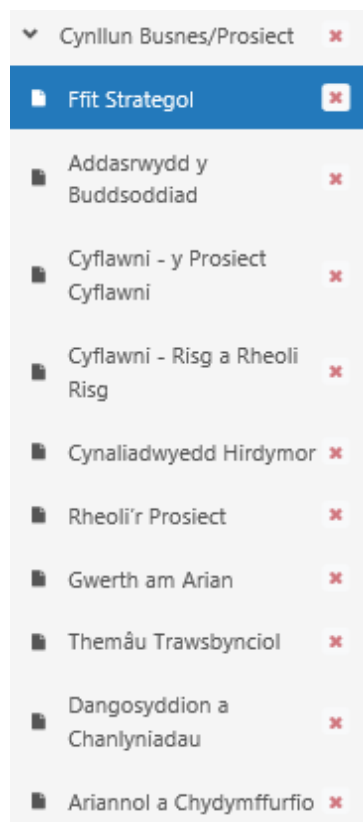 Cynllun Busnes/Prosiect
Ffit Strategol
Addasrwydd y
Buddsoddiad
Cyflawni - y Prosiect
Cyflawni
Cyflawni - Risg a Rheoli
Risg
Cynaliadwyedd Hirdymor
Rheoli'r Prosiect
Gwerth am Arian
Themâu Trawsbynciol
Dangosyddion a
Chanlyniadau
Ariannol a Chydymffurfio